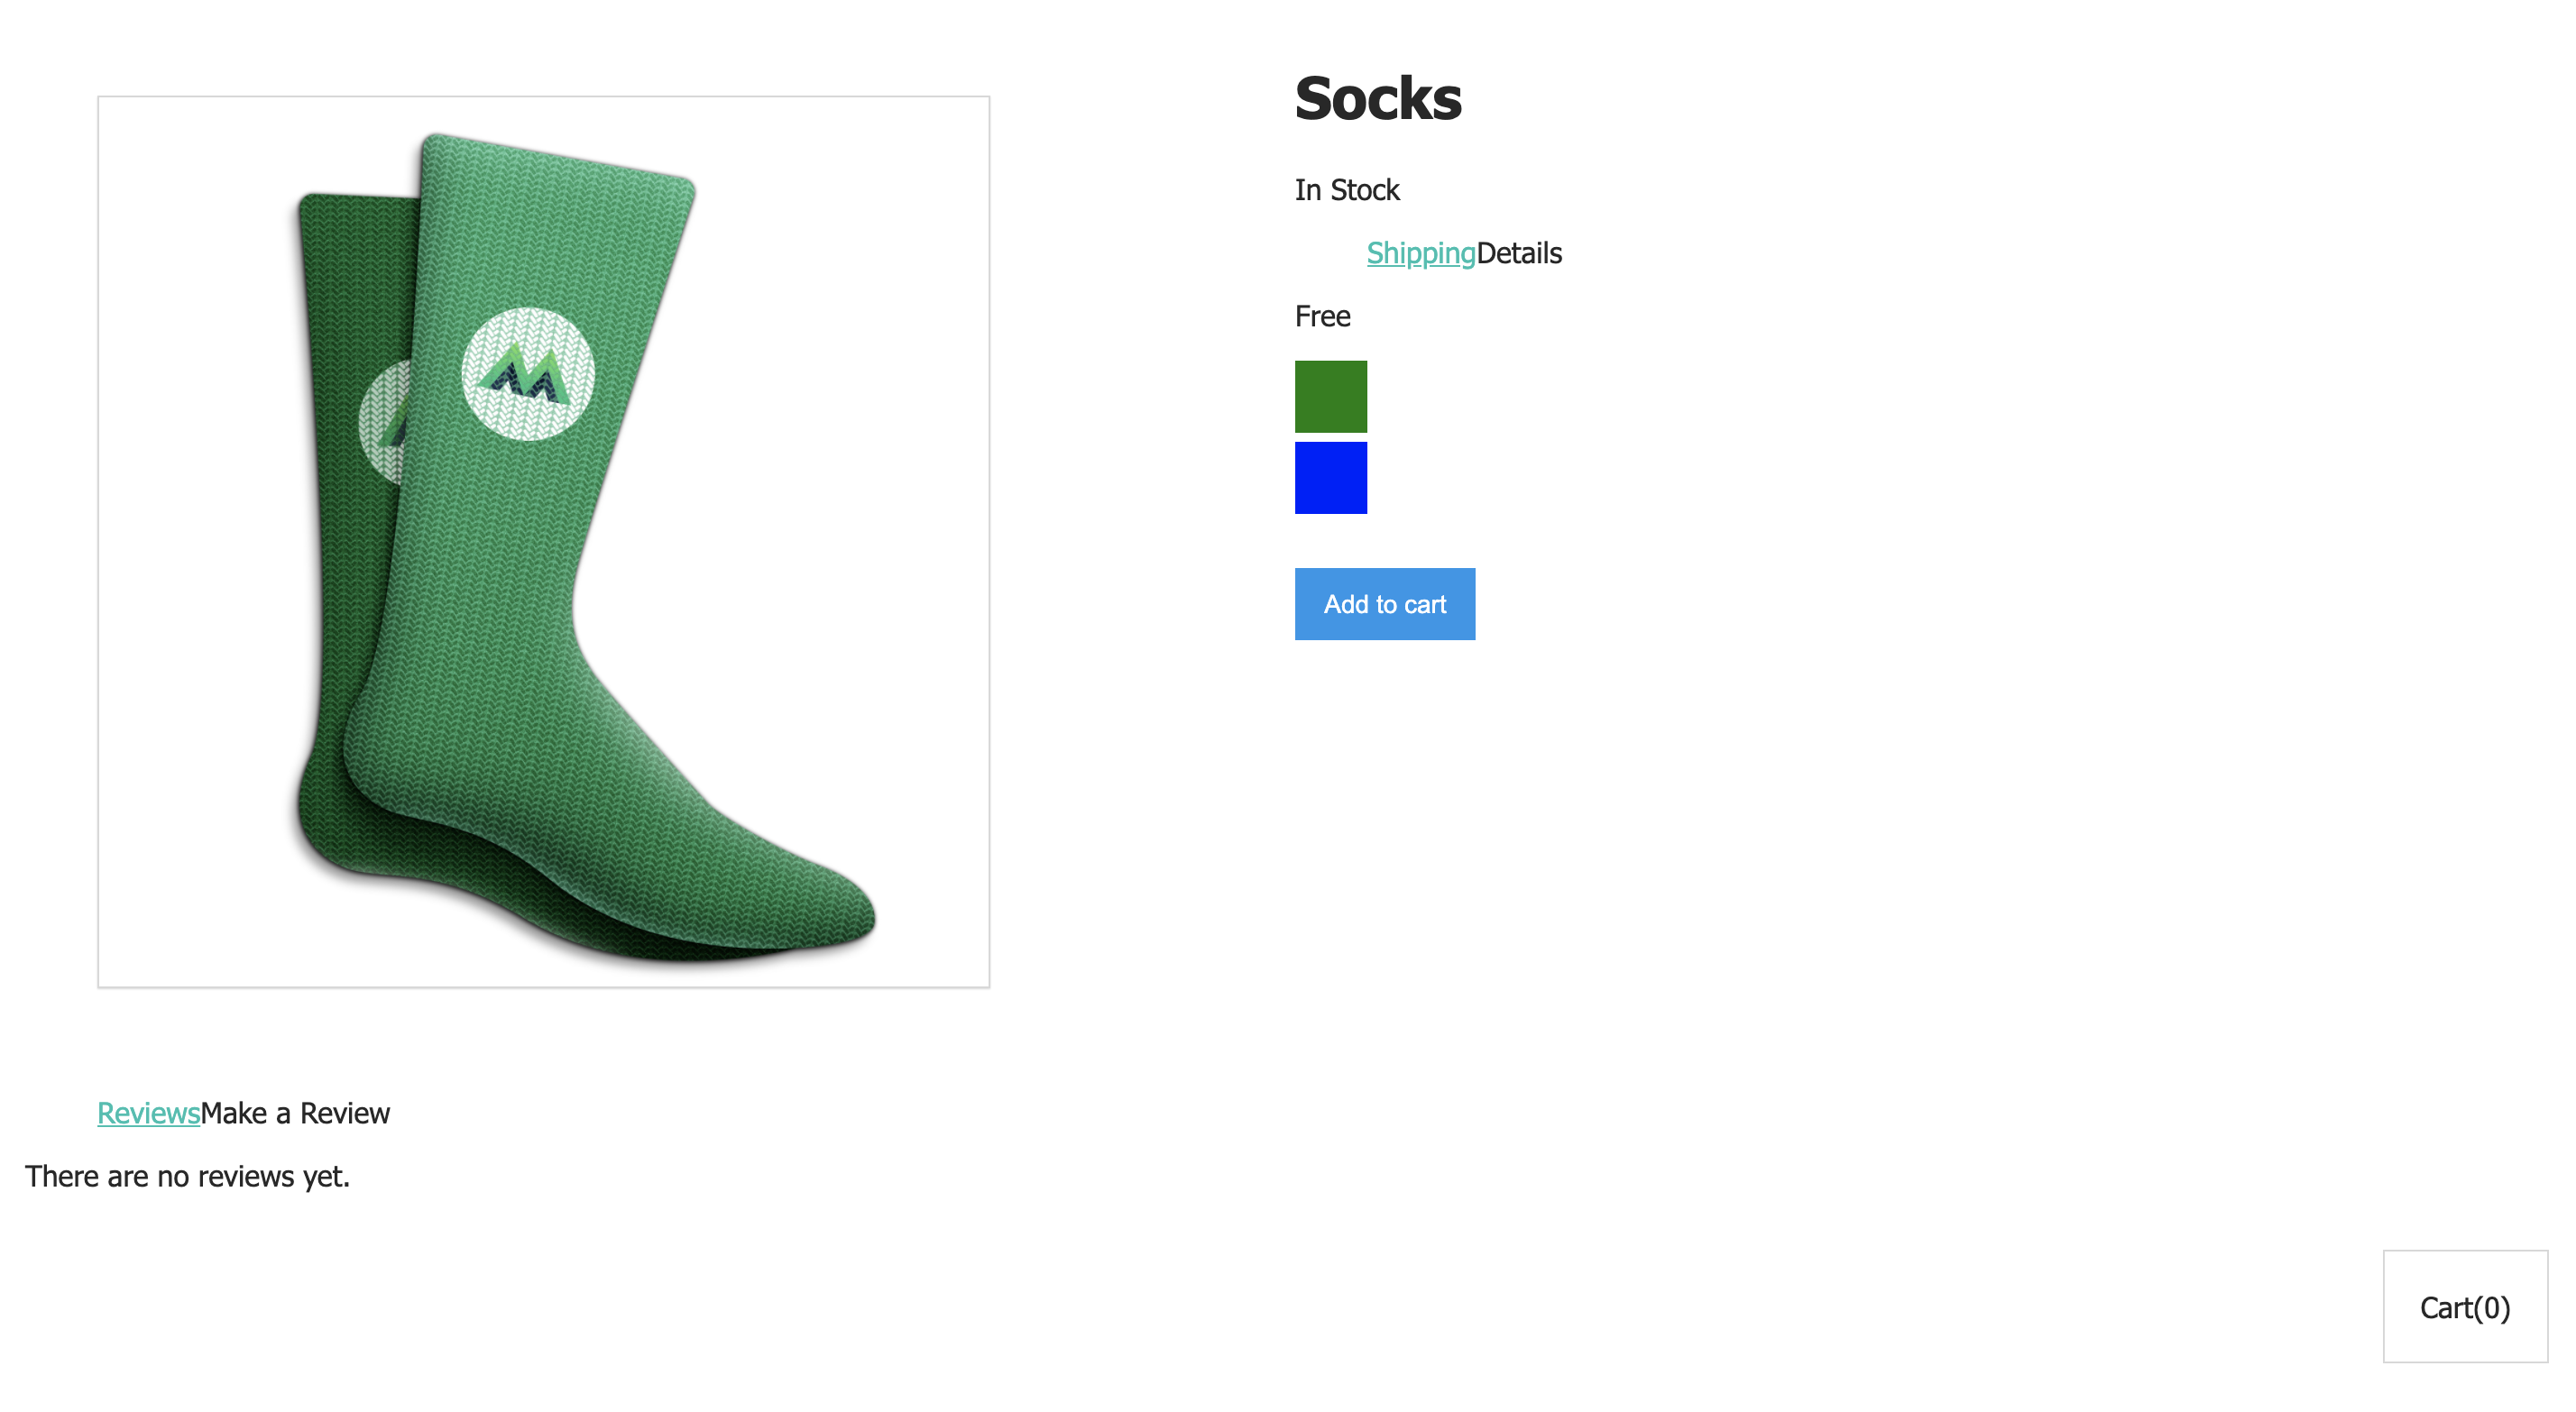 Socks
In Stock
ShippingDetails
Free
Add to cart
ReviewsMake a Review
There are no reviews yet.
Cart(0)